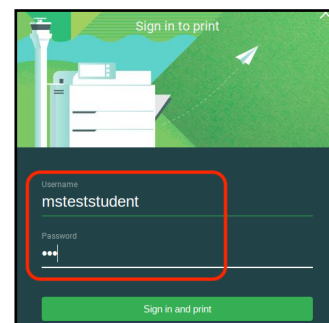 Sign in to print
Username
msteststudent
Password
•••
Sign in and print